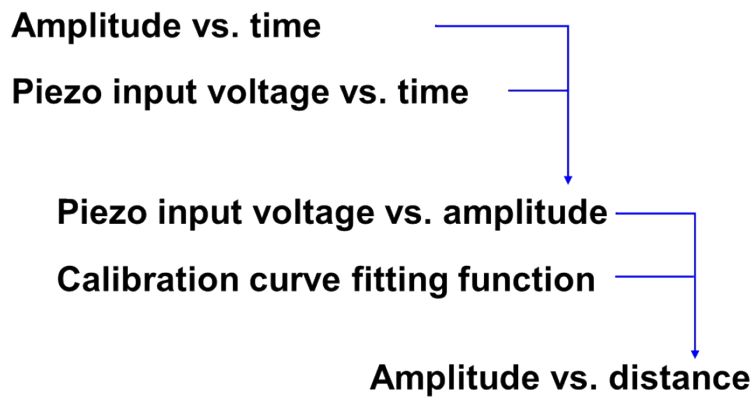 Amplitude vs. time
Piezo input voltage vs. time
Piezo input voltage vs. amplitude
Calibration curve fitting function
Amplitude vs. distance